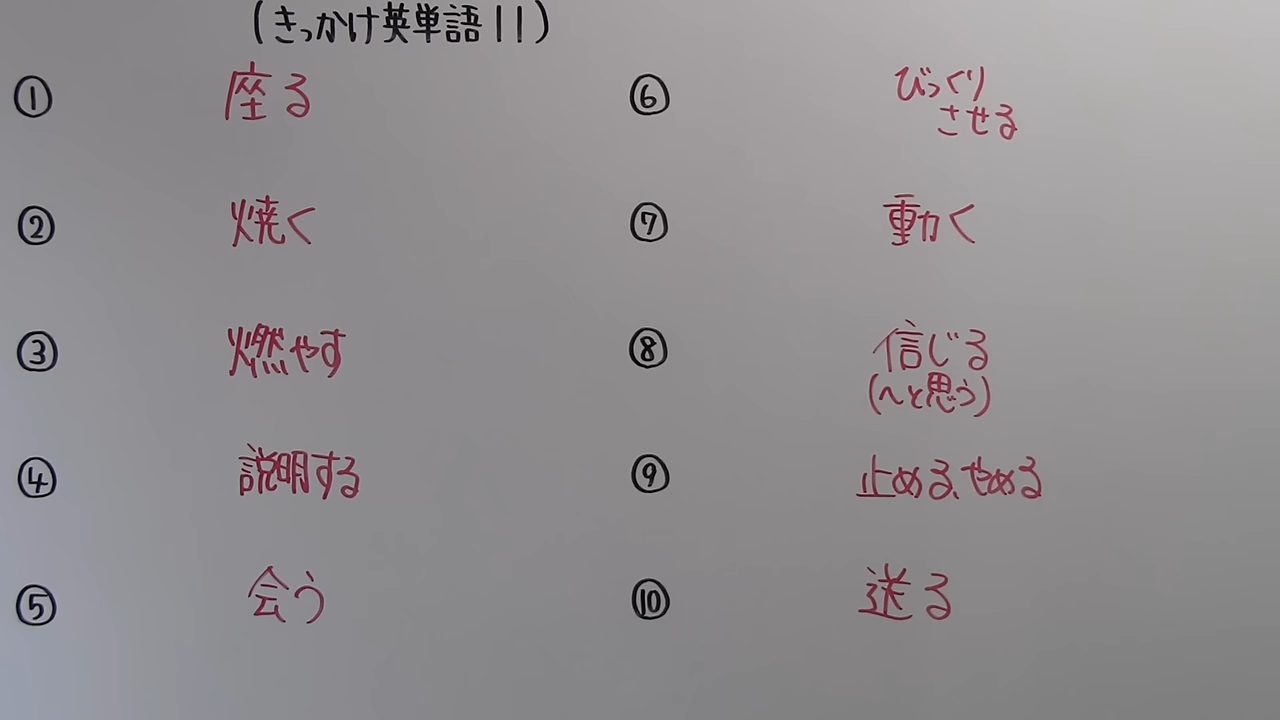 (きっかけ英単語11)
① 座る
② 焼く
③ 燃やす
④ 説明する
⑤ 会う
⑥ びっくり
させる
⑦ 動く
⑧ 信じる
(〜と思う)
⑨ 止める、やめる
⑩ 送る